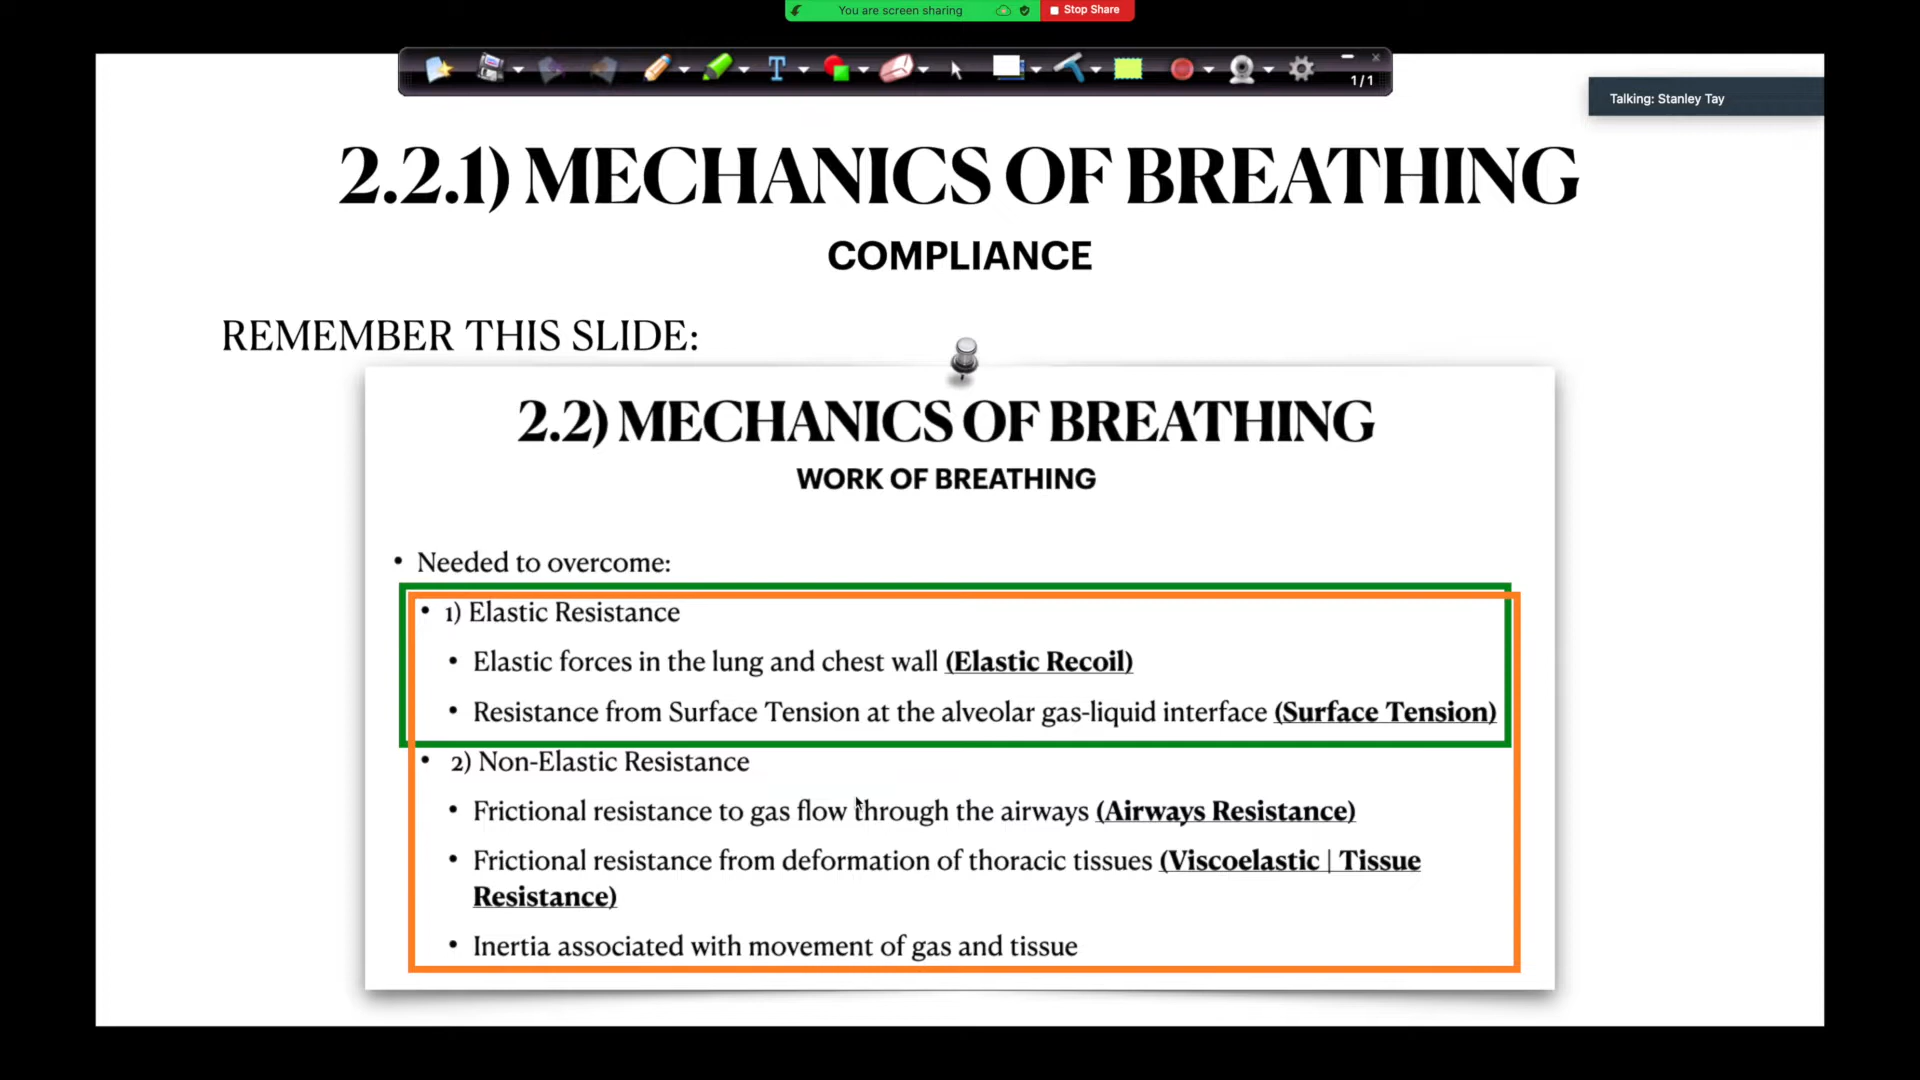 You are screen sharing
Stop Share
1/1
Talking: Stanley Tay
2.2.1) MECHANICS OF BREATHING
COMPLIANCE
REMEMBER THIS SLIDE:
2.2) MECHANICS OF BREATHING
WORK OF BREATHING
• Needed to overcome:
• 1) Elastic Resistance
• Elastic forces in the lung and chest wall (Elastic Recoil)
• Resistance from Surface Tension at the alveolar gas-liquid interface (Surface Tension)
• 2) Non-Elastic Resistance
• Frictional resistance to gas flow through the airways (Airways Resistance)
• Frictional resistance from deformation of thoracic tissues (Viscoelastic | Tissue
Resistance)
• Inertia associated with movement of gas and tissue